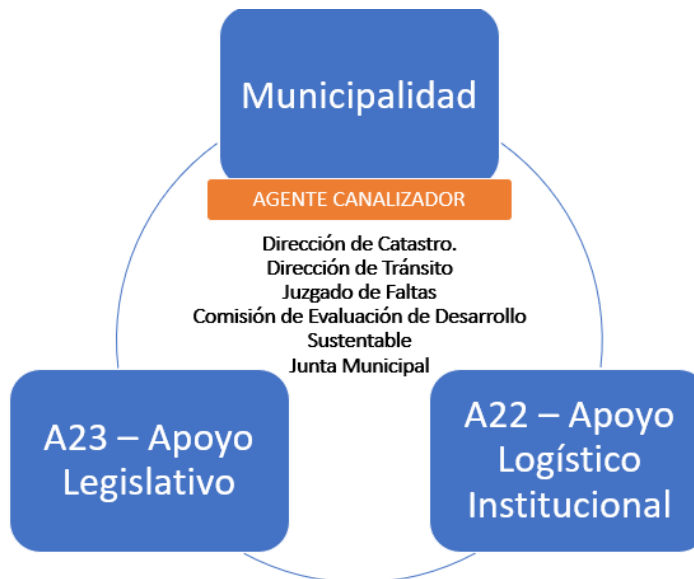 Municipalidad
AGENTE CANALIZADOR
Dirección de Catastro.
Dirección de Tránsito
Juzgado de Faltas
Comisión de Evaluación de Desarrollo
Sustentable
Junta Municipal
A23 – Apoyo
Legislativo
A22 – Apoyo
Logístico
Institucional